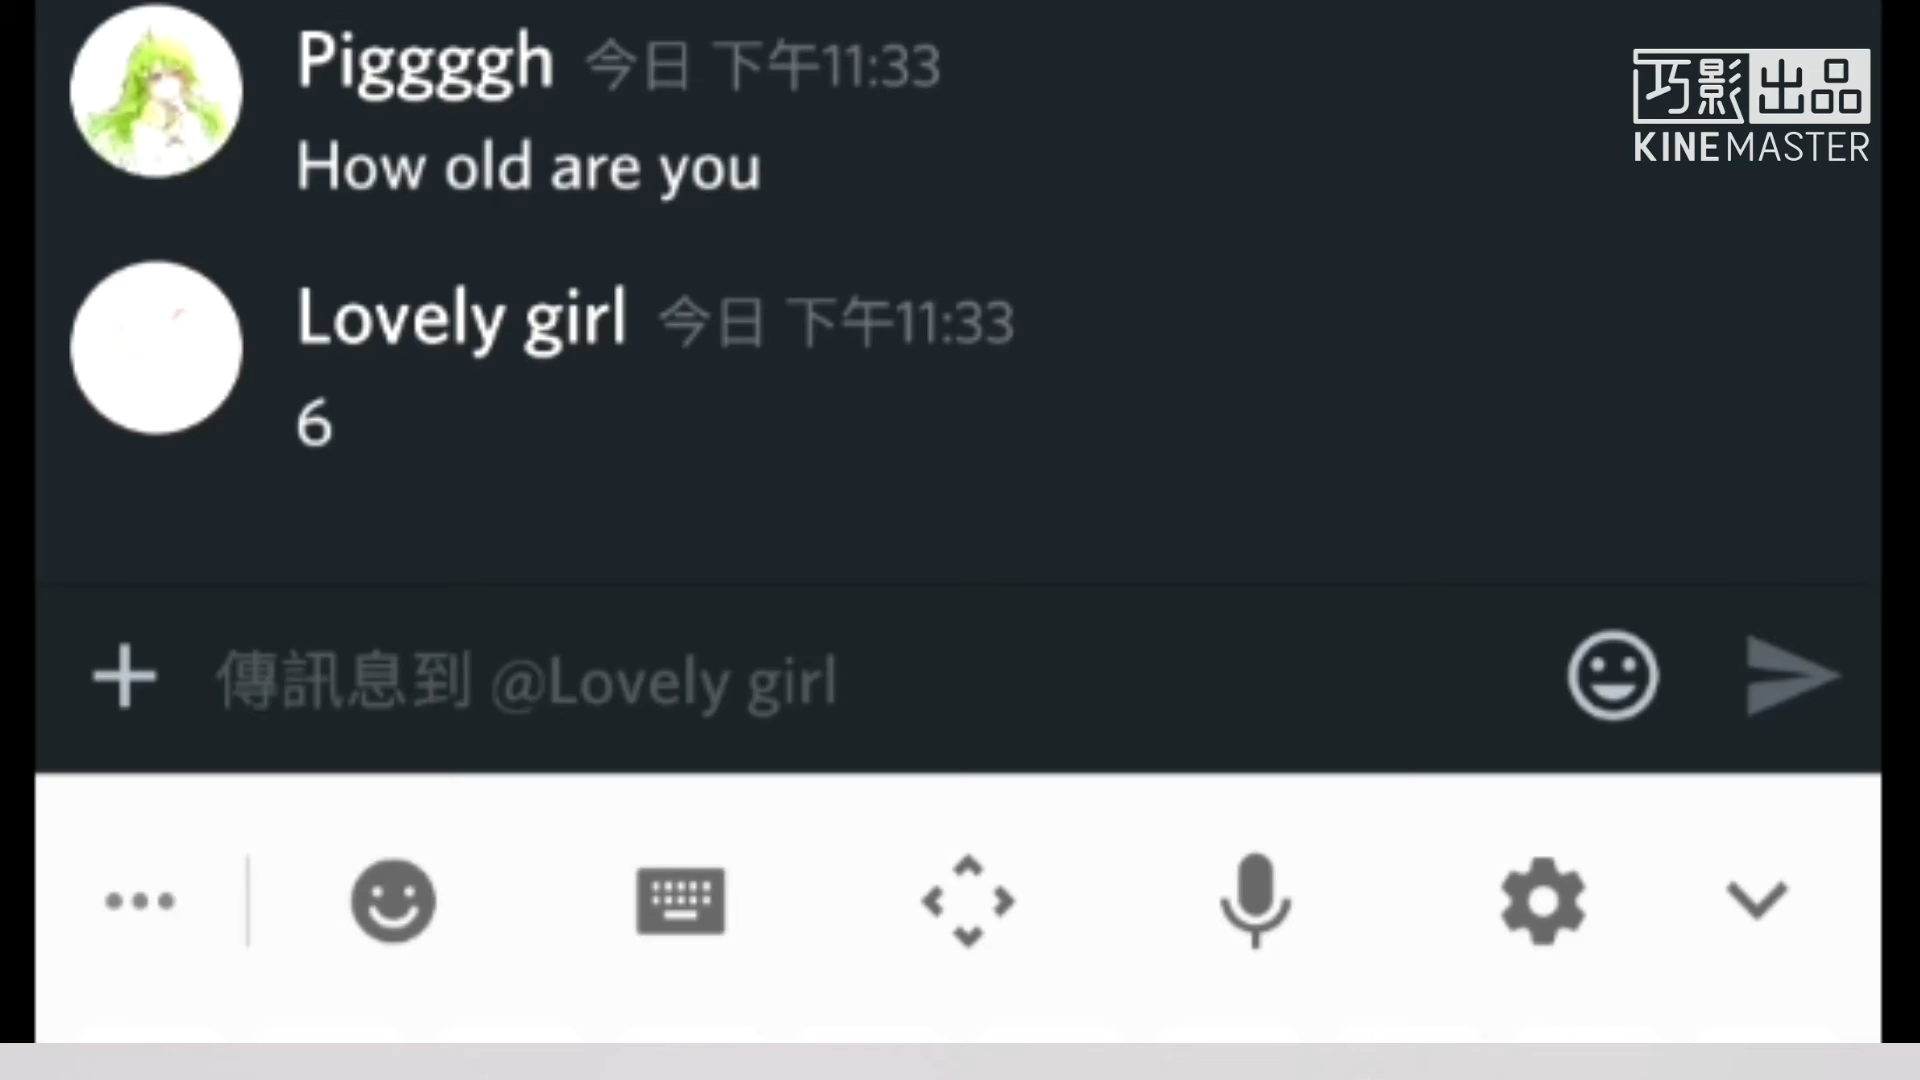 Piggggh 今日 下午11:33
How old are you
Lovely girl 今日 下午11:33
6
傳訊息到 @Lovely girl
巧影出品
KINEMASTER